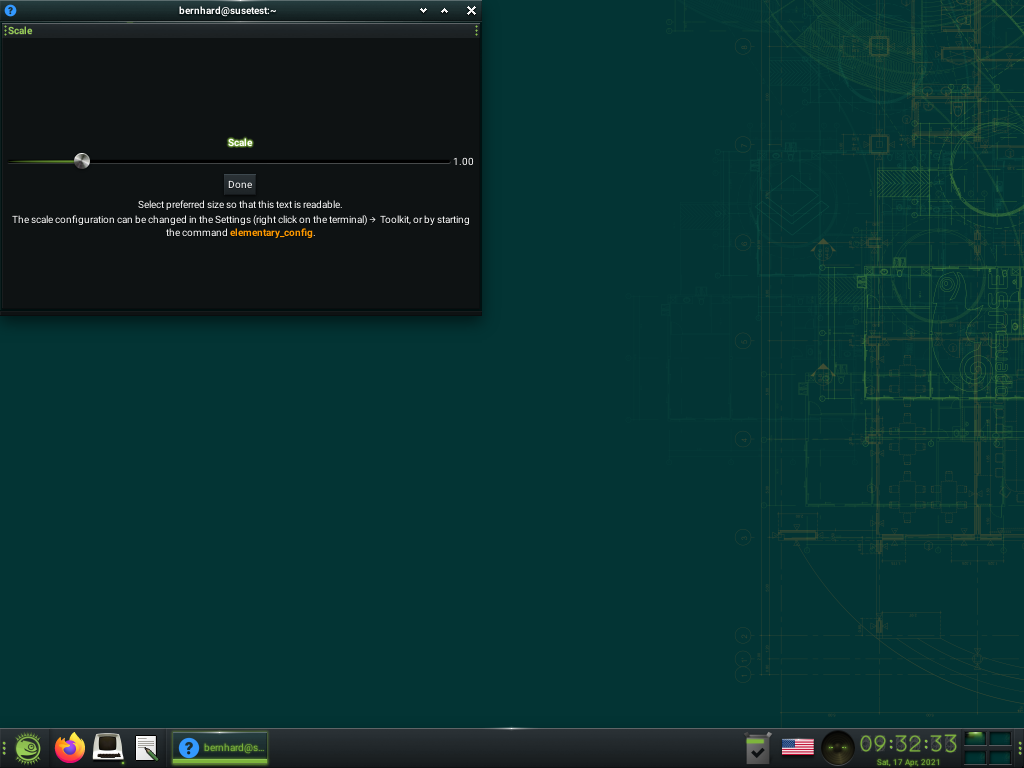 bernhard@susetest:~
Scale
Scale
1.00
Done
Select preferred size so that this text is readable.
The scale configuration can be changed in the Settings (right click on the terminal) → Toolkit, or by starting
the command elementary_config.
bernhard@s...
09:32:33
Sat, 17 Apr, 2021